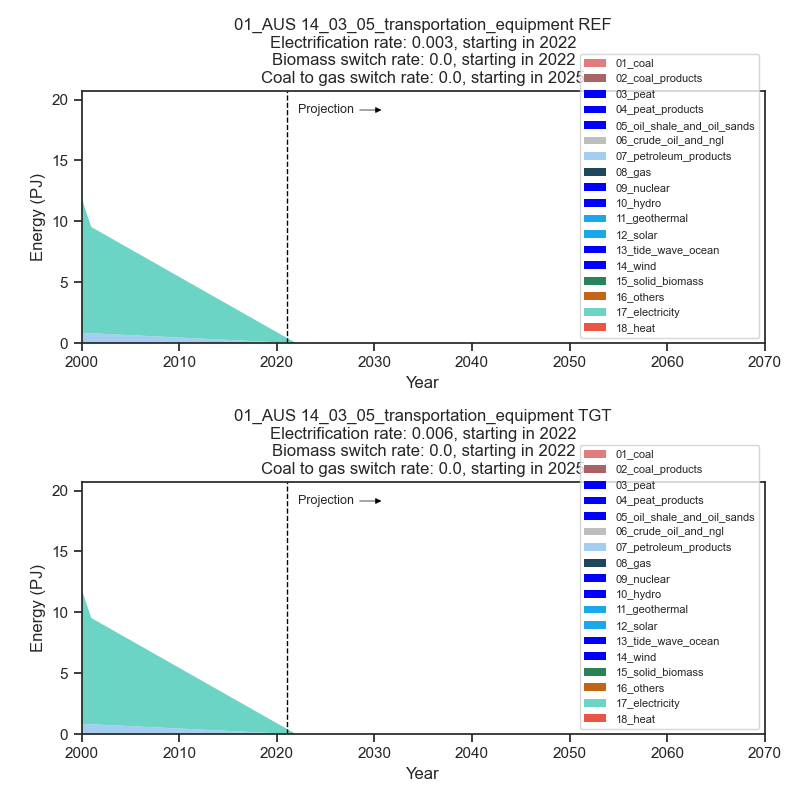 01_AUS 14_03_05_transportation_equipment REF
Electrification rate: 0.003, starting in 2022
Biomass switch rate: 0.0, starting in 2022
Coal to gas switch rate: 0.0, starting in 2025
01_coal
02_coal_products
03_peat
04_peat_products
05_oil_shale_and_oil_sands
06_crude_oil_and_ngl
07_petroleum_products
08_gas
09_nuclear
10_hydro
11_geothermal
12_solar
13_tide_wave_ocean
14_wind
15_solid_biomass
16_others
17_electricity
18_heat
Projection
20
15
10
5
0
Energy (PJ)
2000 2010 2020 2030 2040 2050 2060 2070
Year
01_AUS 14_03_05_transportation_equipment TGT
Electrification rate: 0.006, starting in 2022
Biomass switch rate: 0.0, starting in 2022
Coal to gas switch rate: 0.0, starting in 2025
01_coal
02_coal_products
03_peat
04_peat_products
05_oil_shale_and_oil_sands
06_crude_oil_and_ngl
07_petroleum_products
08_gas
09_nuclear
10_hydro
11_geothermal
12_solar
13_tide_wave_ocean
14_wind
15_solid_biomass
16_others
17_electricity
18_heat
Projection
20
15
10
5
0
Energy (PJ)
2000 2010 2020 2030 2040 2050 2060 2070
Year